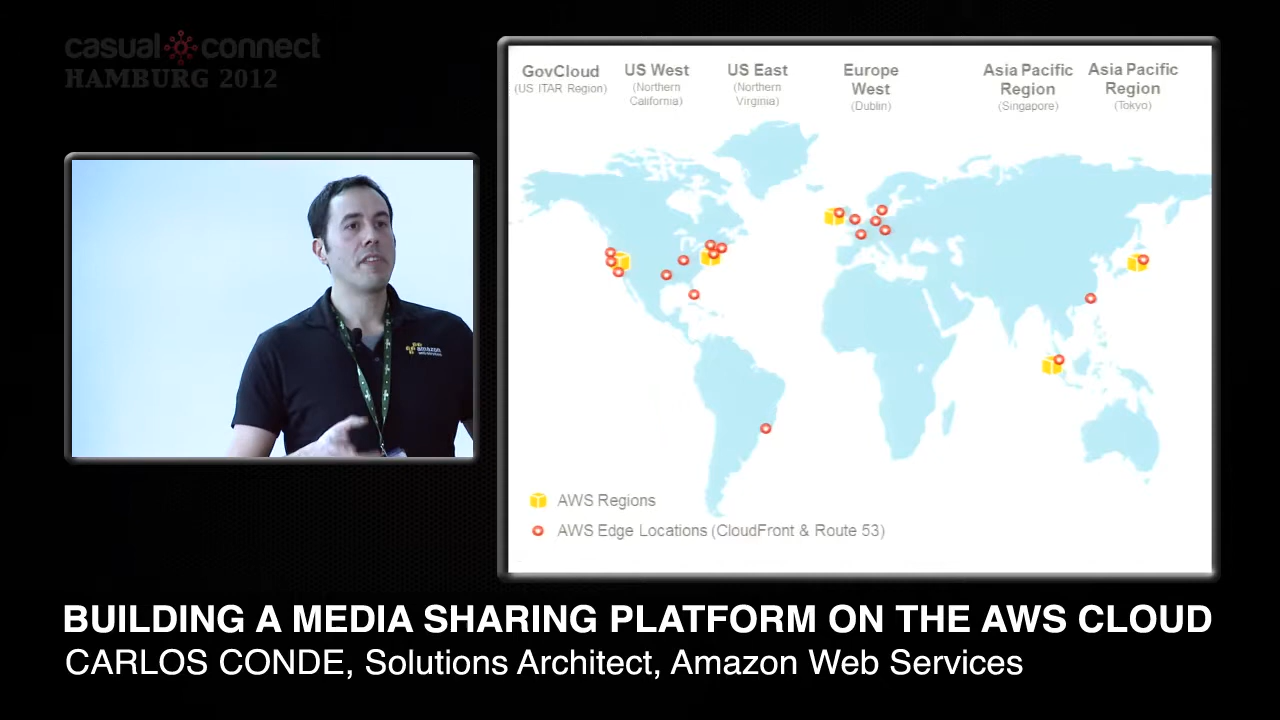 casual connect
HAMBURG 2012
GovCloud
(US ITAR Region)
US West
(Northern
California)
US East
(Northern
Virginia)
Europe
West
(Dublin)
Asia Pacific
Region
(Singapore)
Asia Pacific
Region
(Tokyo)
amazon
AWS Regions
AWS Edge Locations (CloudFront & Route 53)
BUILDING A MEDIA SHARING PLATFORM ON THE AWS CLOUD
CARLOS CONDE, Solutions Architect, Amazon Web Services